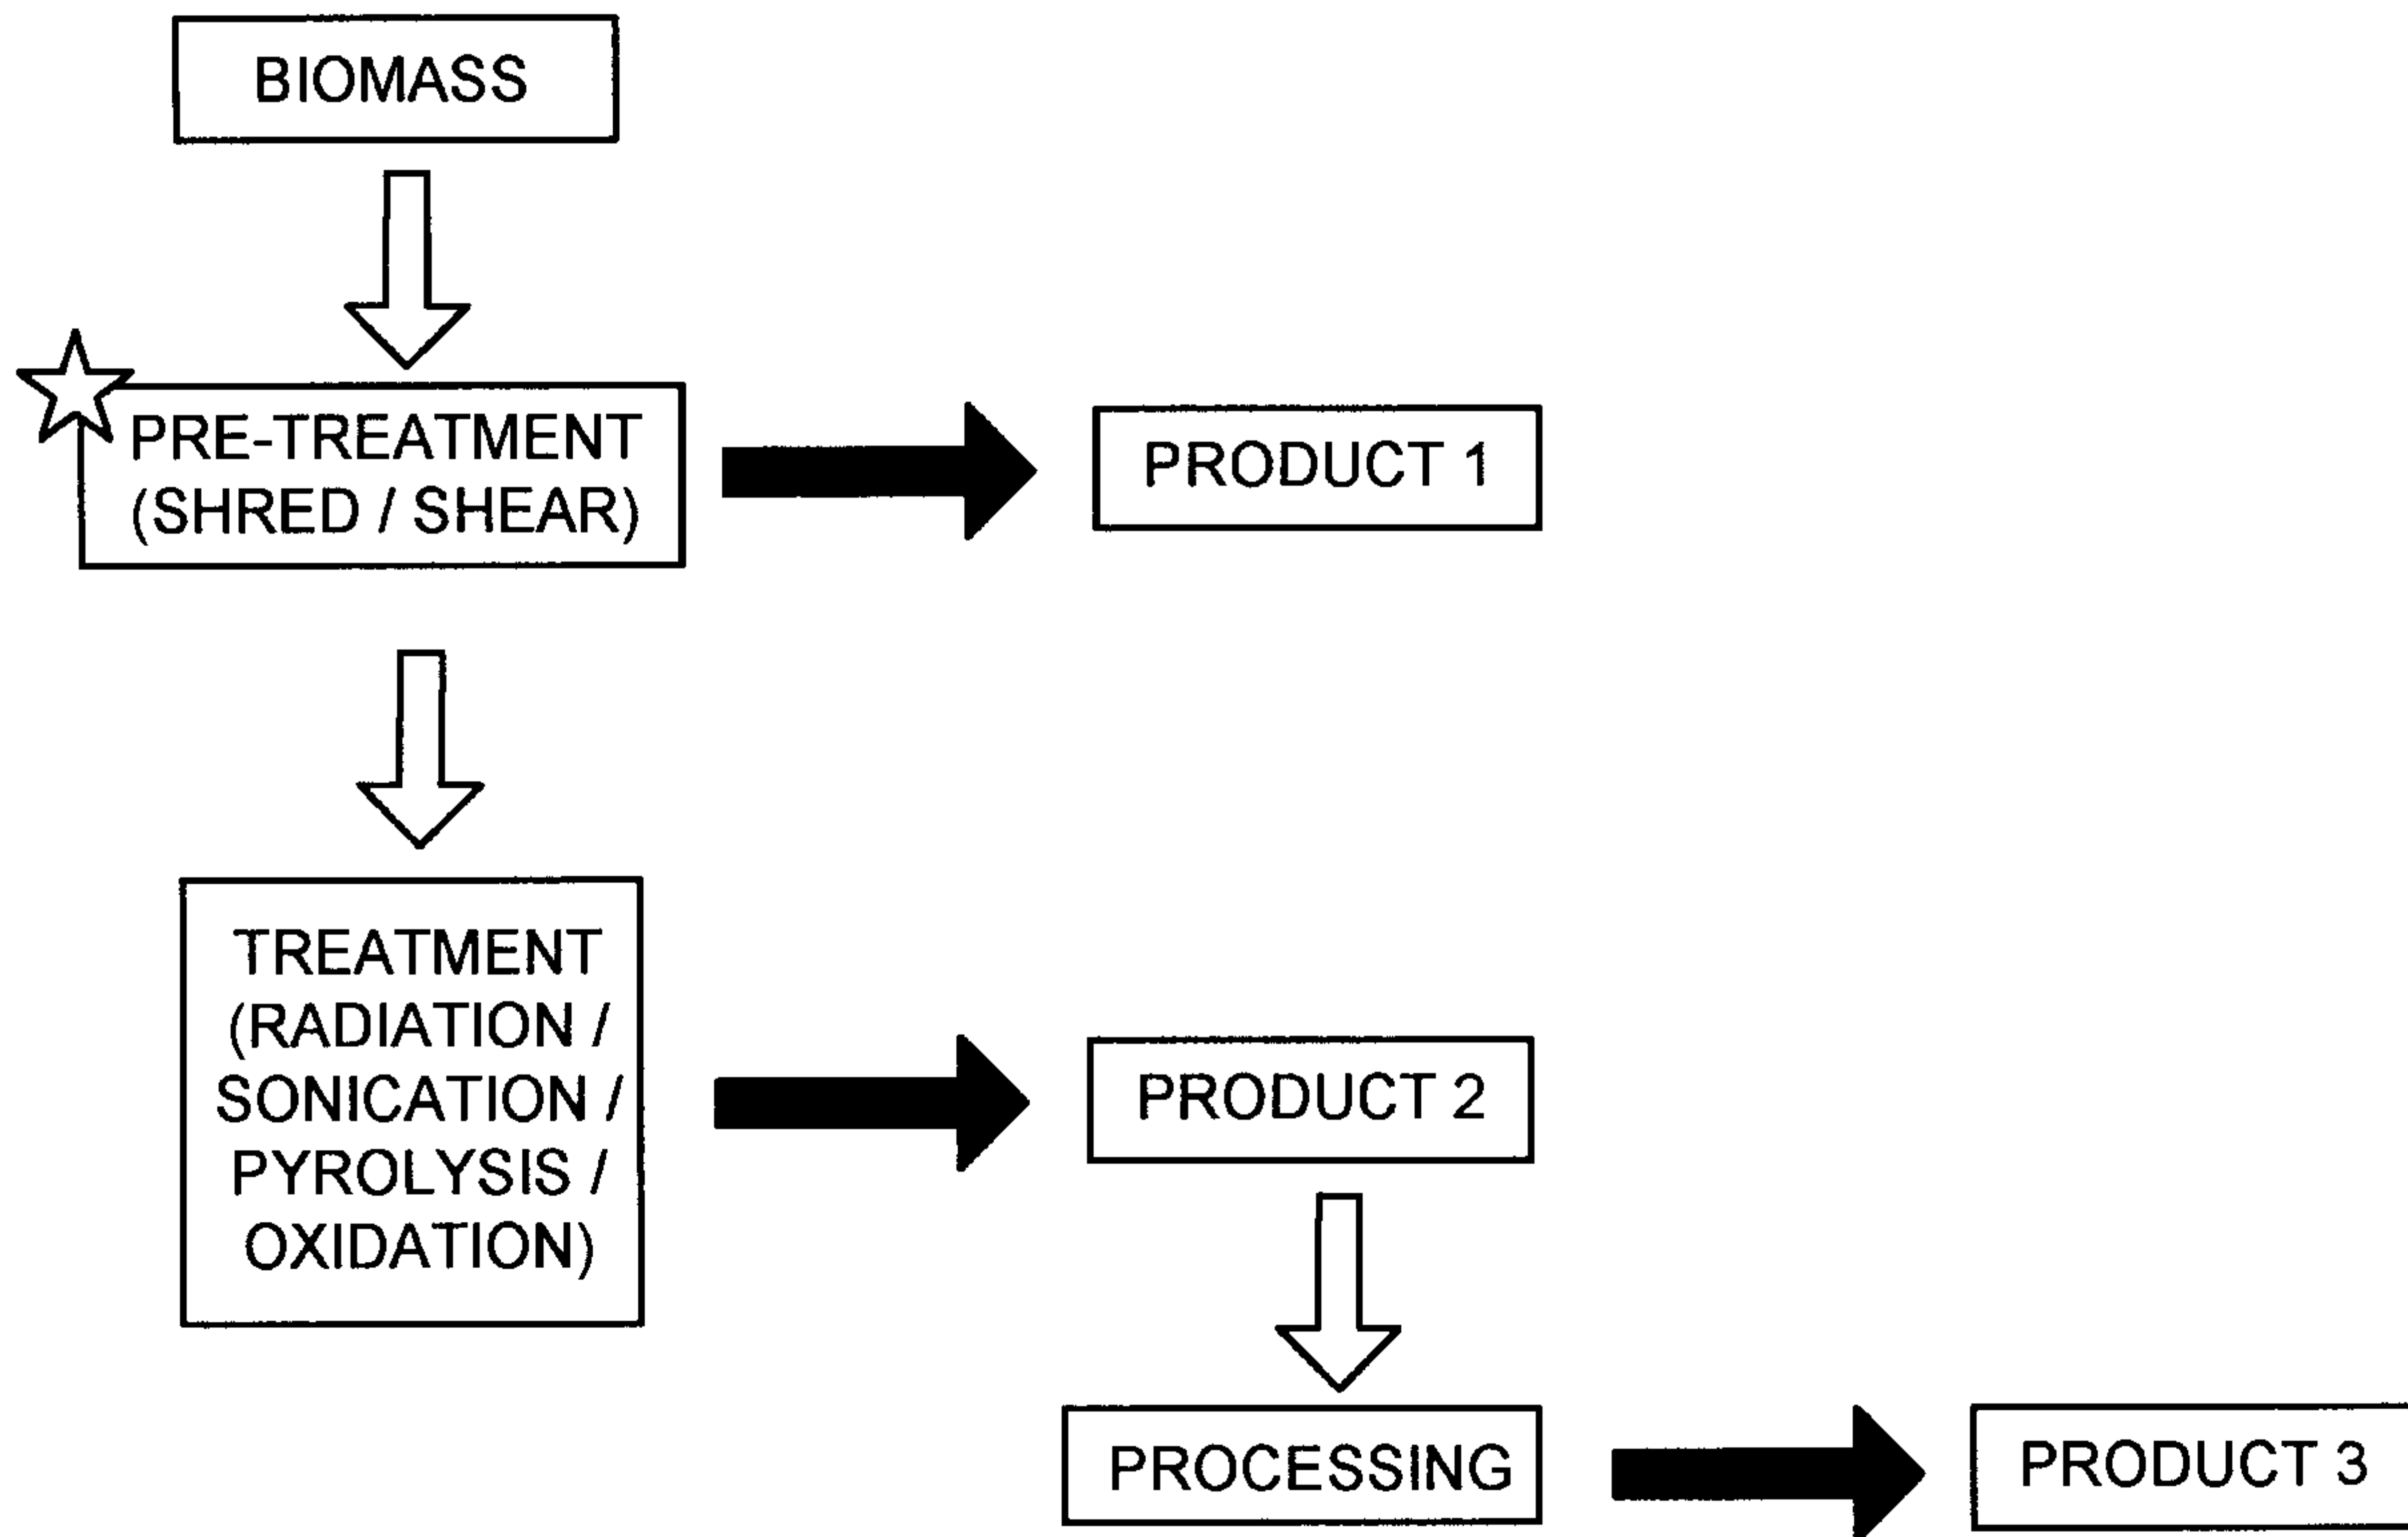 BIOMASS
PRE-TREATMENT
(SHRED / SHEAR)
PRODUCT 1
TREATMENT
(RADIATION /
SONICATION /
PYROLYSIS /
OXIDATION)
PRODUCT 2
PROCESSING
PRODUCT 3